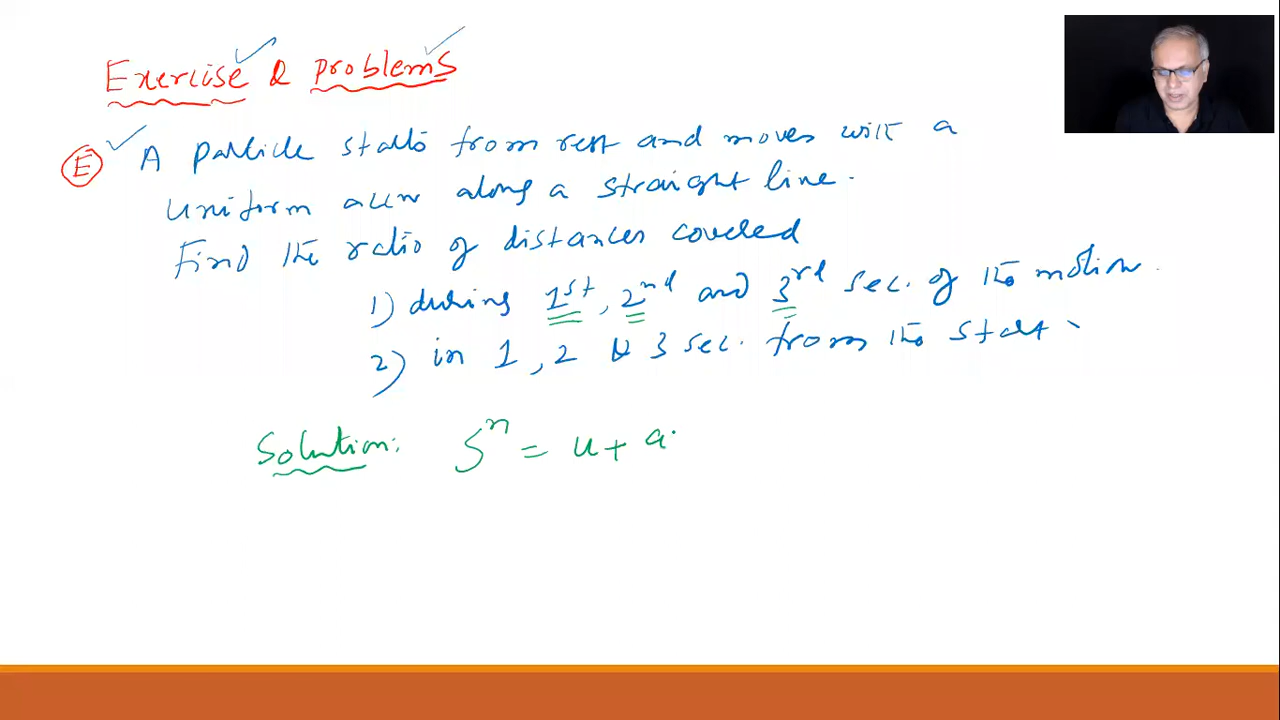 Exercise & problems
E A particle starts from rest and moves with a
uniform accn along a straight line.
Find the ratio of distances covered
1) during 1st, 2nd and 3rd sec. of the motion.
2) in 1, 2 & 3 sec. from the start
Solution: S^n = u + a